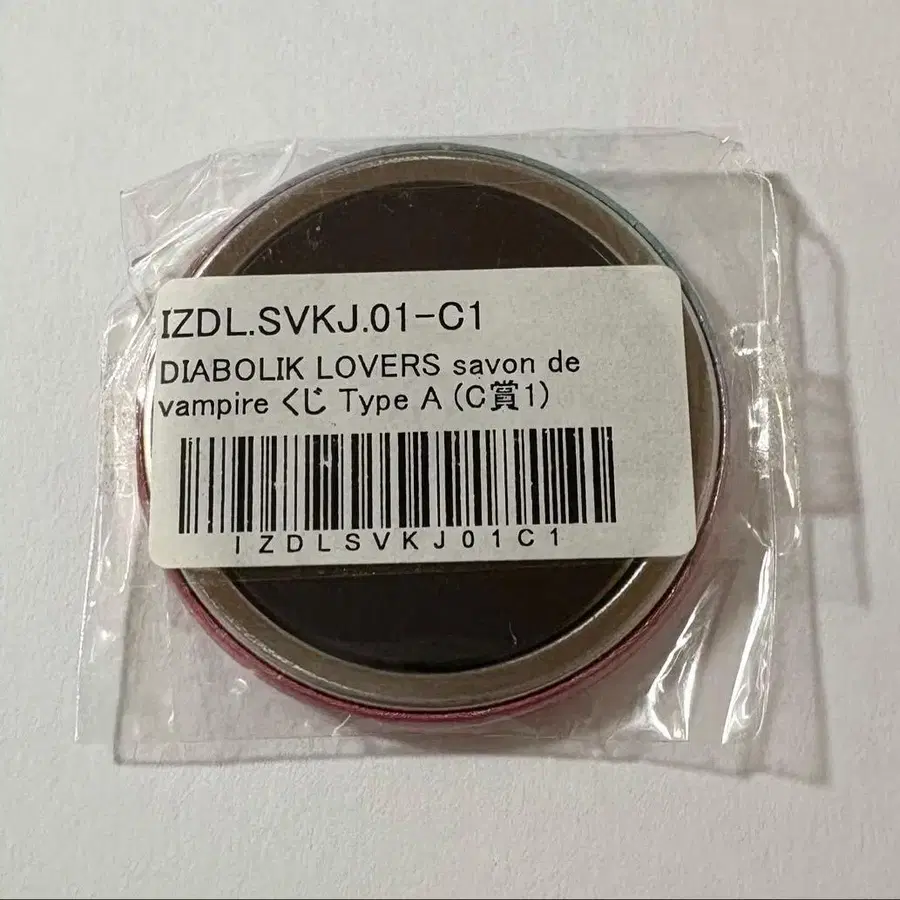 IZDL.SVKJ.01-C1
DIABOLIK LOVERS savon de
vampire くじ Type A (C賞1)
IZDLSVKJ01C1